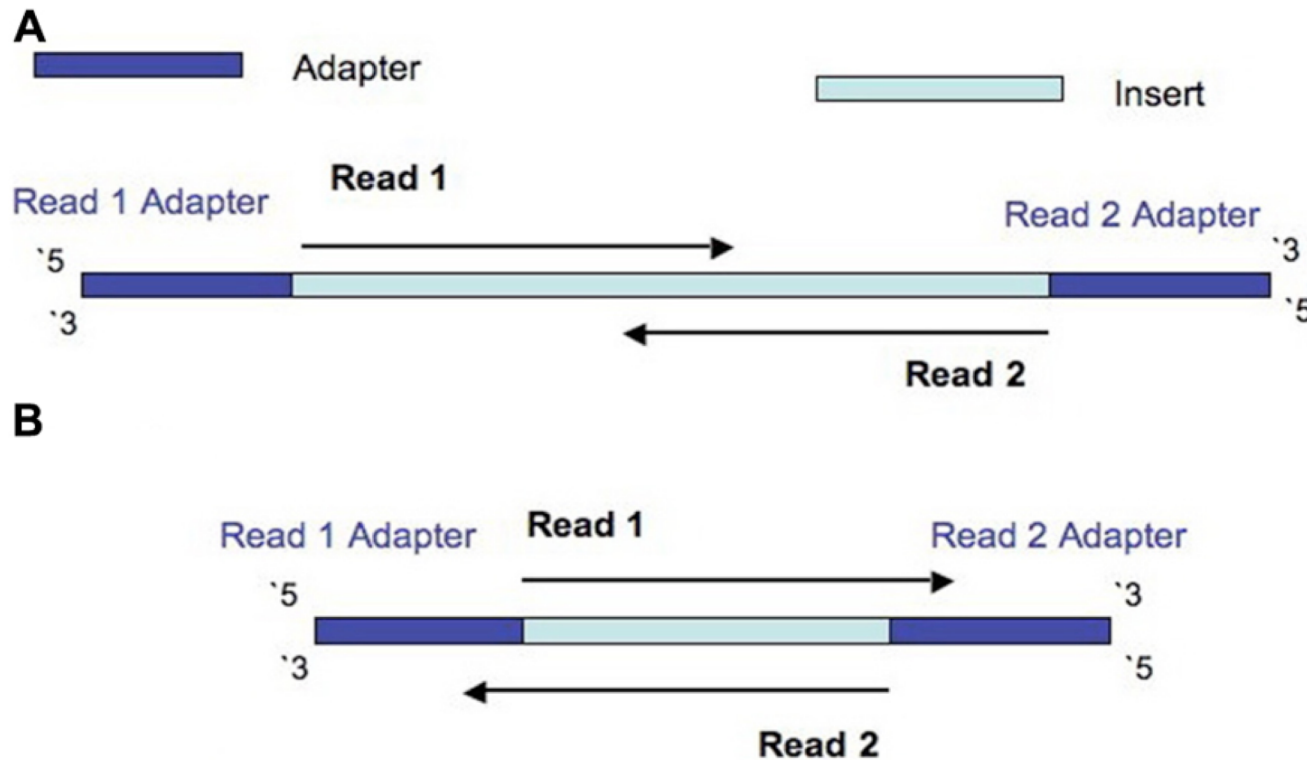 A
Adapter
Insert
Read 1
Read 1 Adapter
Read 2 Adapter
`5
`3
`3
`5
Read 2
B
Read 1
Read 1 Adapter
Read 2 Adapter
`5
`3
`3
`5
Read 2